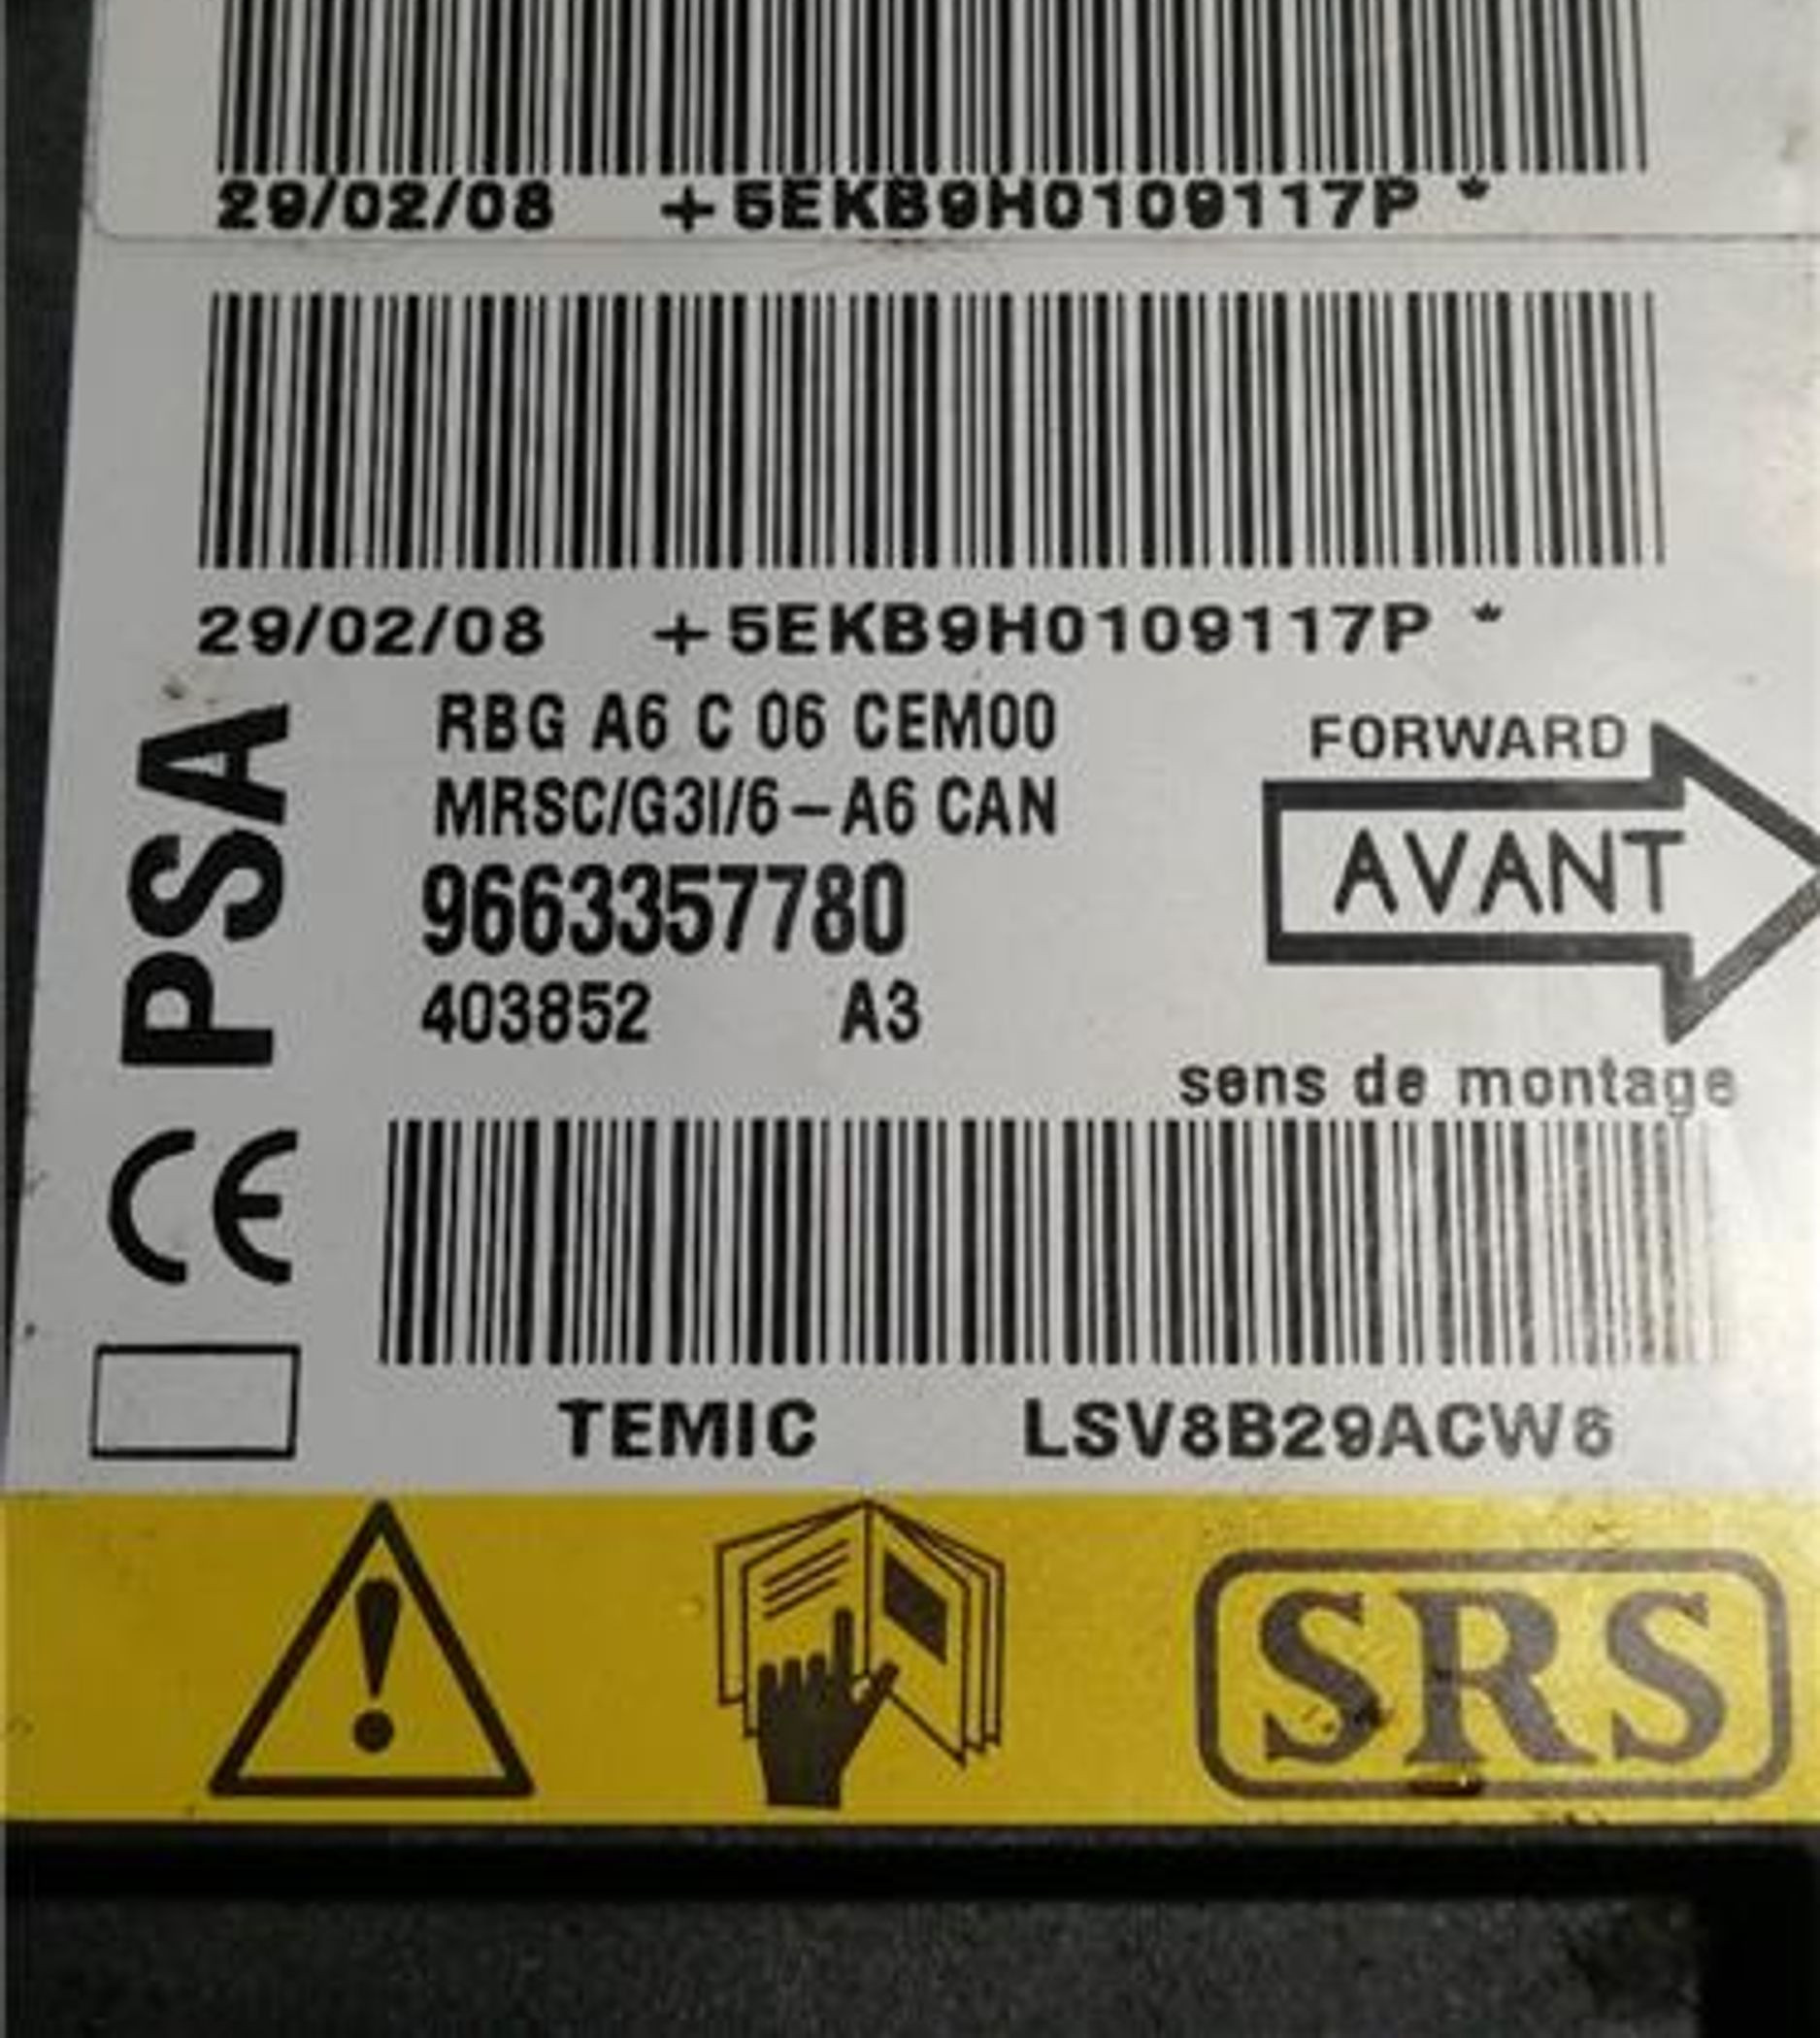 29/02/08 +5EKB9H0109117P *
29/02/08 +5EKB9H0109117P *
PSA
RBG A6 C 06 CEM00
MRSC/G3I/6-A6 CAN
9663357780
403852 A3
FORWARD
AVANT
sens de montage
CE
TEMIC LSV8B29ACW6
SRS